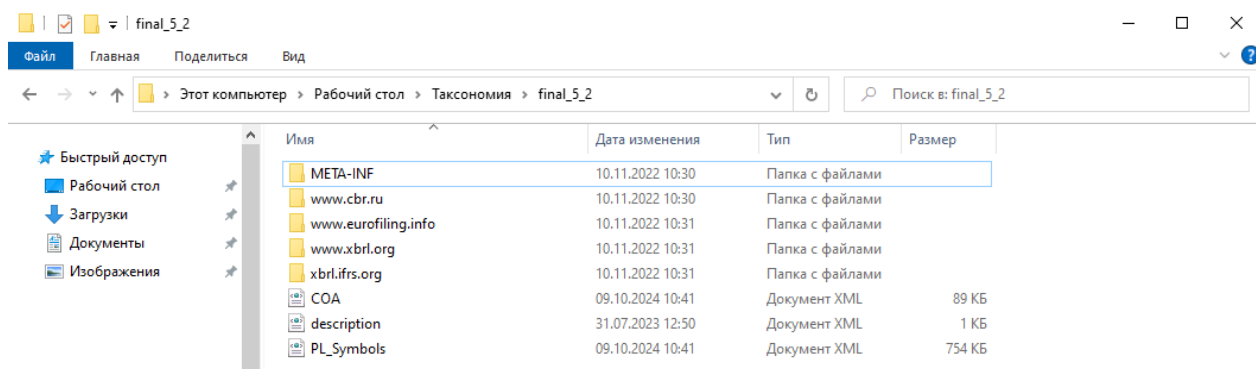 final_5_2
Файл Главная Поделиться Вид
Этот компьютер > Рабочий стол > Таксономия > final_5_2 Поиск в: final_5_2
Имя Дата изменения Тип Размер
Быстрый доступ
Рабочий стол
Загрузки
Документы
Изображения
META-INF 10.11.2022 10:30 Папка с файлами
www.cbr.ru 10.11.2022 10:30 Папка с файлами
www.eurofiling.info 10.11.2022 10:31 Папка с файлами
www.xbrl.org 10.11.2022 10:31 Папка с файлами
xbrl.ifrs.org 10.11.2022 10:31 Папка с файлами
COA 09.10.2024 10:41 Документ XML 89 КБ
description 31.07.2023 12:50 Документ XML 1 КБ
PL_Symbols 09.10.2024 10:41 Документ XML 754 КБ